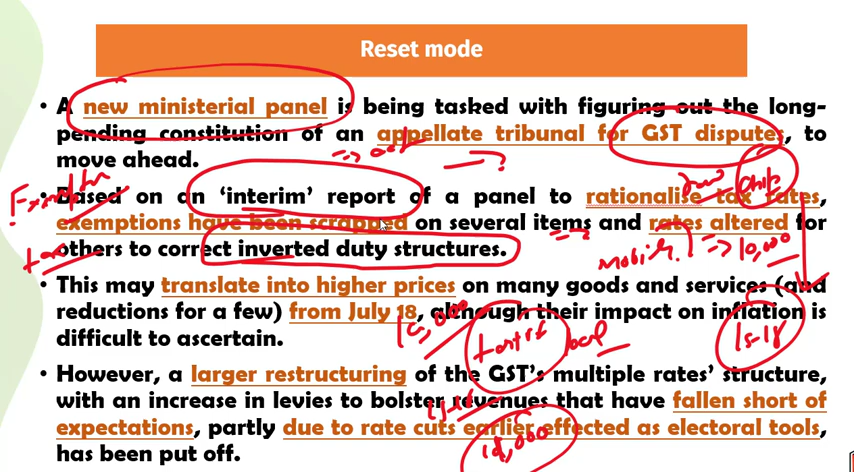 Reset mode
• A new ministerial panel is being tasked with figuring out the long-
pending constitution of an appellate tribunal for GST disputes, to
move ahead.
• Based on an ‘interim’ report of a panel to rationalise tax rates,
exemptions have been scrapped on several items and rates altered for
others to correct inverted duty structures.
• This may translate into higher prices on many goods and services (and
reductions for a few) from July 18, although their impact on inflation is
difficult to ascertain.
• However, a larger restructuring of the GST’s multiple rates’ structure,
with an increase in levies to bolster revenues that have fallen short of
expectations, partly due to rate cuts earlier effected as electoral tools,
has been put off.
chip
mobile
10,000
15-18
local